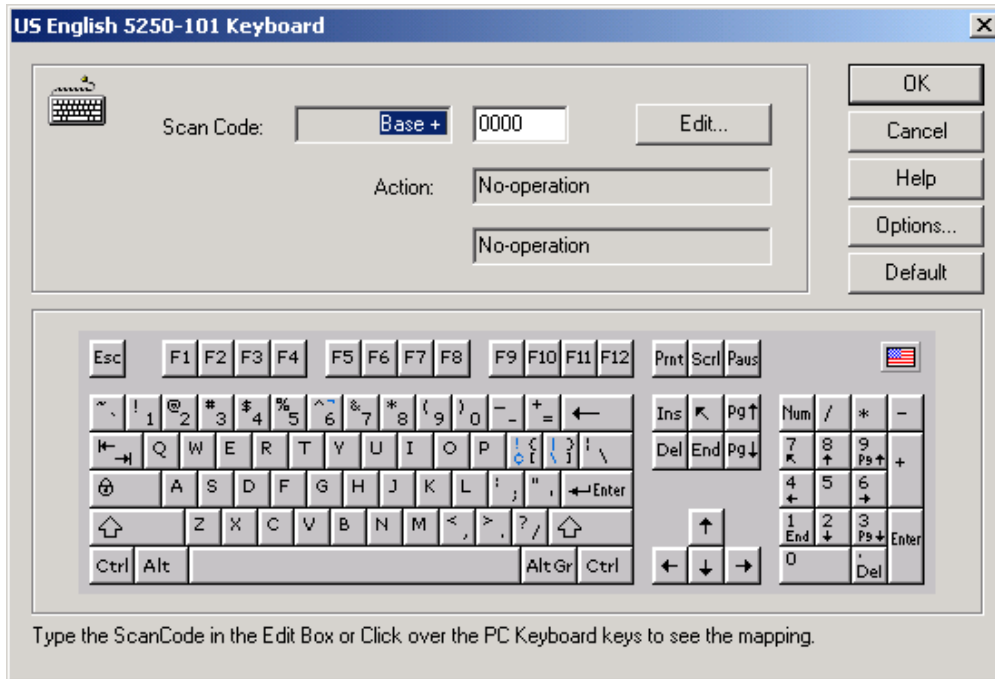 US English 5250-101 Keyboard
Scan Code: Base + 0000 Edit...
Action: No-operation
No-operation
OK
Cancel
Help
Options...
Default
Esc F1 F2 F3 F4 F5 F6 F7 F8 F9 F10 F11 F12 Prnt Scrl Paus
~ ` ! 1 @ 2 # 3 $ 4 % 5 ^ ¬ 6 & 7 * 8 ( 9 ) 0 _ - + = ← Ins ↖ Pg↑ Num / * -
Q W E R T Y U I O P ! { [ ! } ] ¦ \ Del End Pg↓ 7 ↖ 8 ↑ 9 Pg↑ +
A S D F G H J K L : ; " ' Enter 4 ← 5 6 →
Z X C V B N M < , > . ? / ↑ 1 End 2 ↓ 3 Pg↓ Enter
Ctrl Alt AltGr Ctrl ← ↓ → 0 . Del
Type the ScanCode in the Edit Box or Click over the PC Keyboard keys to see the mapping.